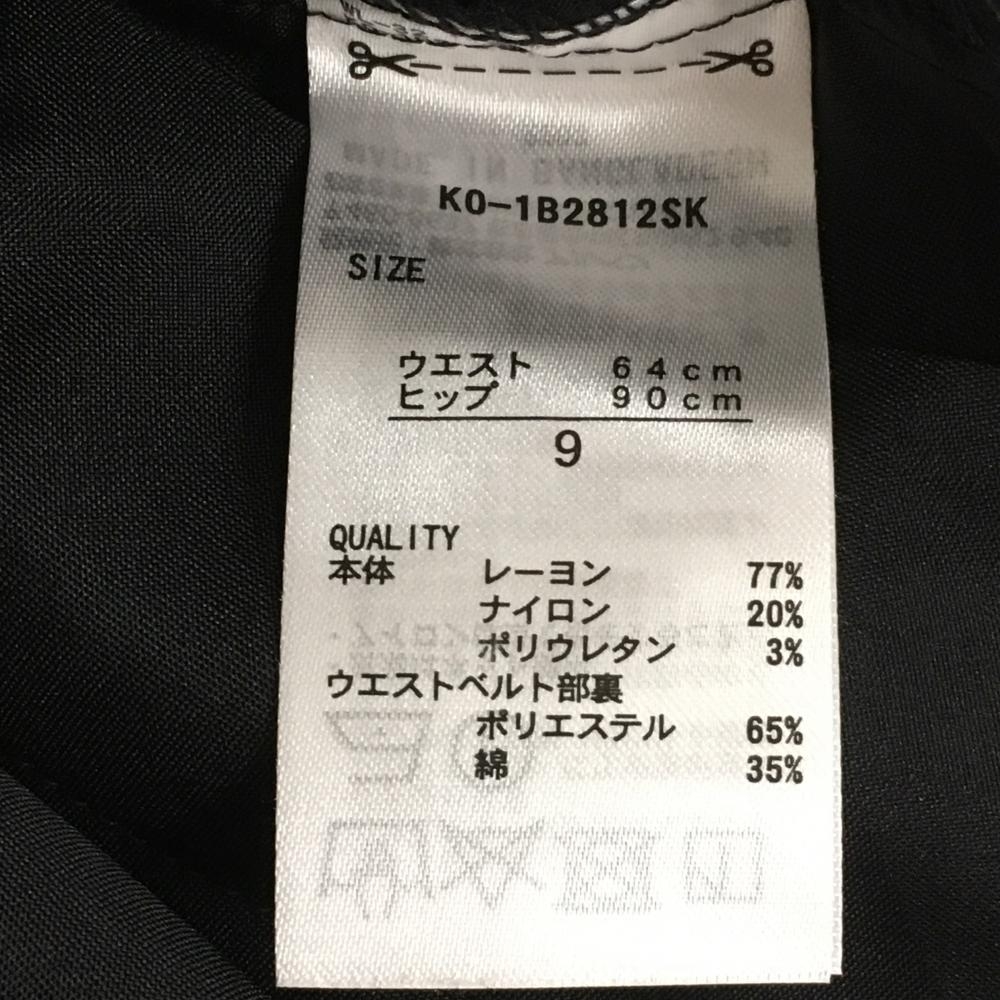 KO-1B2812SK
SIZE
ウエスト 64cm
ヒップ 90cm
9
QUALITY
本体 レーヨン 77%
ナイロン 20%
ポリウレタン 3%
ウエストベルト部裏
ポリエステル 65%
綿 35%